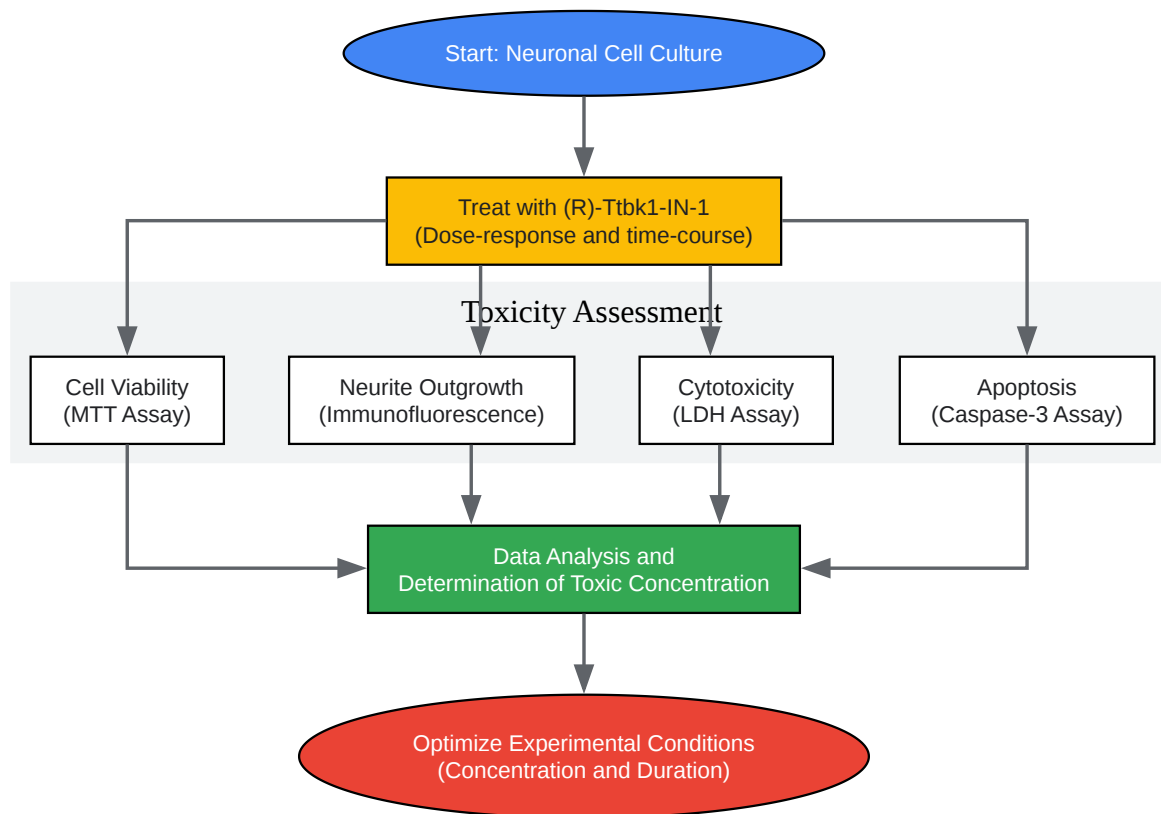 Start: Neuronal Cell Culture
Treat with (R)-Ttbk1-IN-1
(Dose-response and time-course)
Toxicity Assessment
Cell Viability
(MTT Assay)
Neurite Outgrowth
(Immunofluorescence)
Cytotoxicity
(LDH Assay)
Apoptosis
(Caspase-3 Assay)
Data Analysis and
Determination of Toxic Concentration
Optimize Experimental Conditions
(Concentration and Duration)